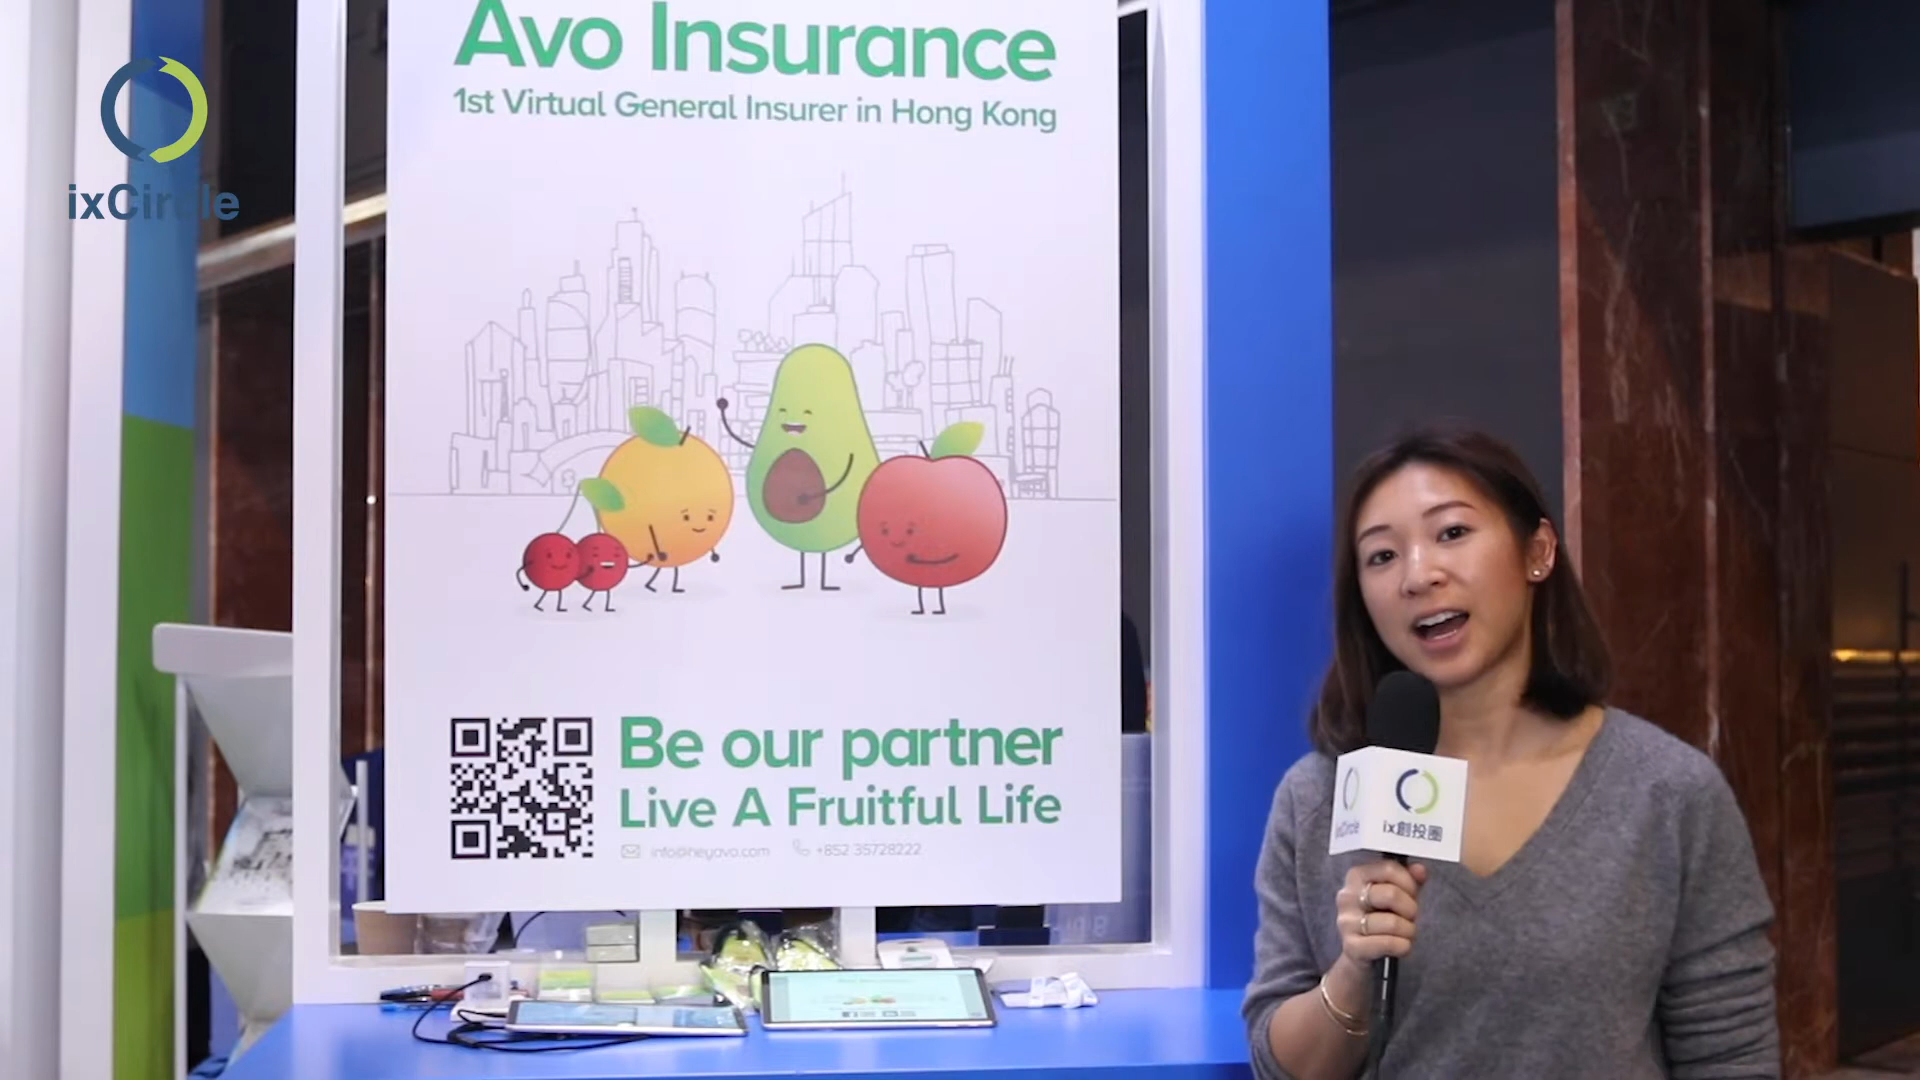 Avo Insurance
1st Virtual General Insurer in Hong Kong
ixCircle
Be our partner
Live A Fruitful Life
info@heyavo.com +852 35728222
ixCircle
ix創投圈